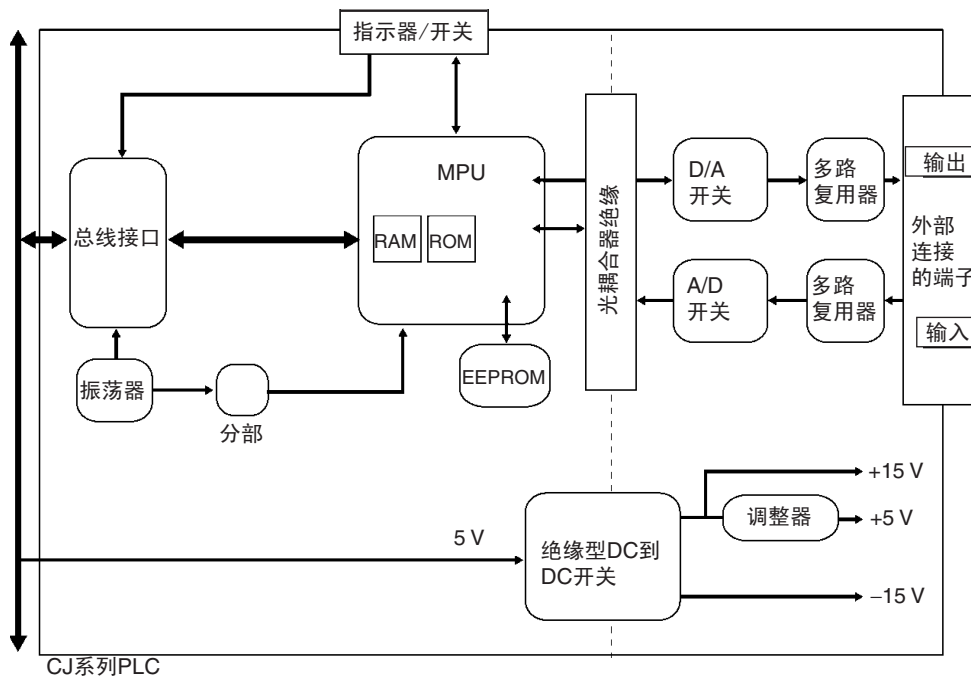 指示器/开关
MPU
RAM
ROM
总线接口
光耦合器绝缘
D/A
开关
多路
复用器
输出
外部
连接
的端子
A/D
开关
多路
复用器
输入
振荡器
分部
EEPROM
5 V
绝缘型DC到
DC开关
+15 V
调整器
+5 V
−15 V
CJ系列PLC